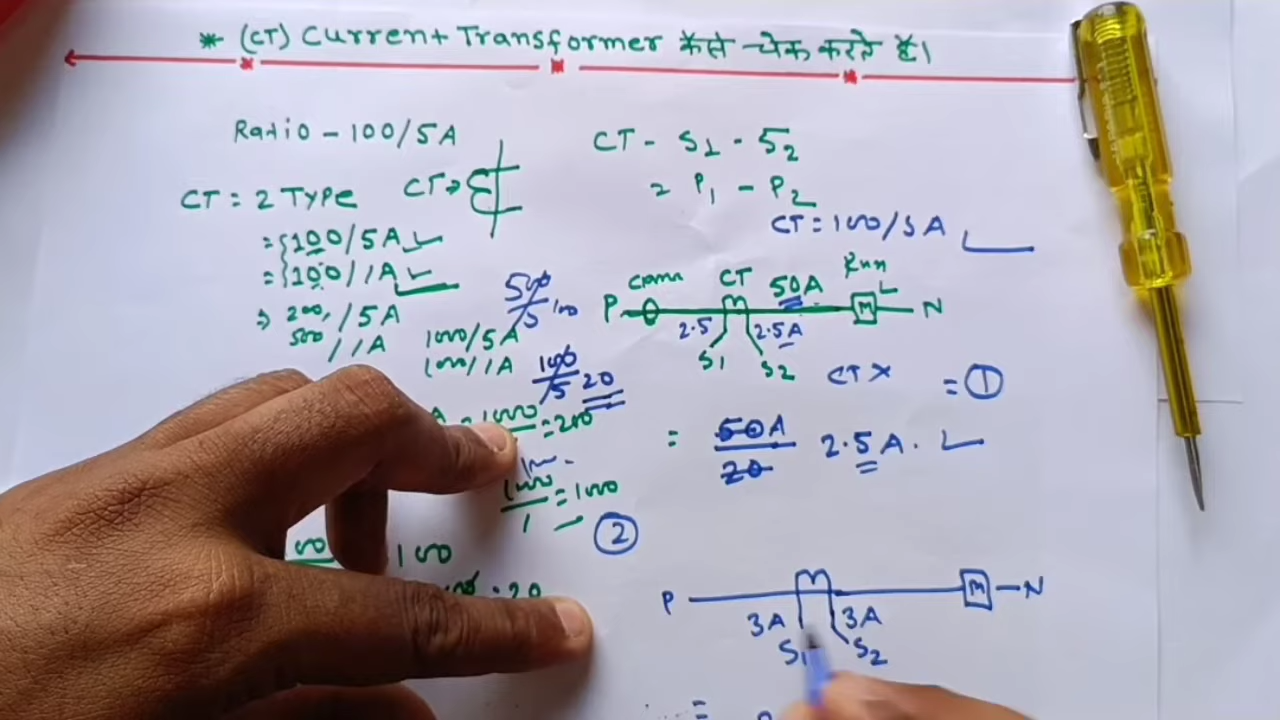 * (CT) Current Transformer कैसे चेक करते हैं।
Ratio - 100/5A
CT = 2 Type
CT →
= {100/5A
= {100/1A
→ 200, /5A
500 //1A
1000/5A
1000/1A
500/5 100
100/5 20
A = 1000 = 200
1000/1 = 1000
2
100
= 20
CT - S1 - S2
= P1 - P2
CT = 100/5A
CT 50A
P M N
2.5 2.5A
S1 S2 CT X = 1
= 50A/20 2.5A.
P M - N
3A 3A
S1 S2
=